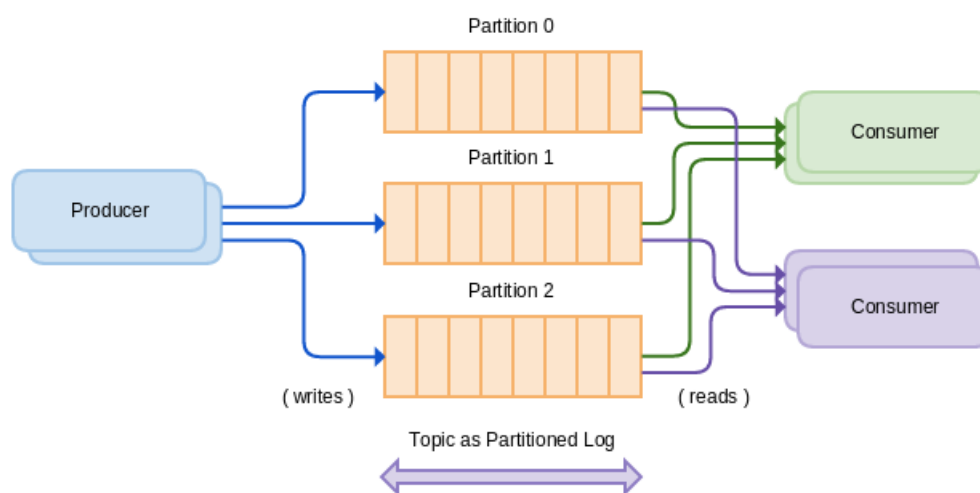 Partition 0
Consumer
Partition 1
Producer
Partition 2
Consumer
( writes )
( reads )
Topic as Partitioned Log